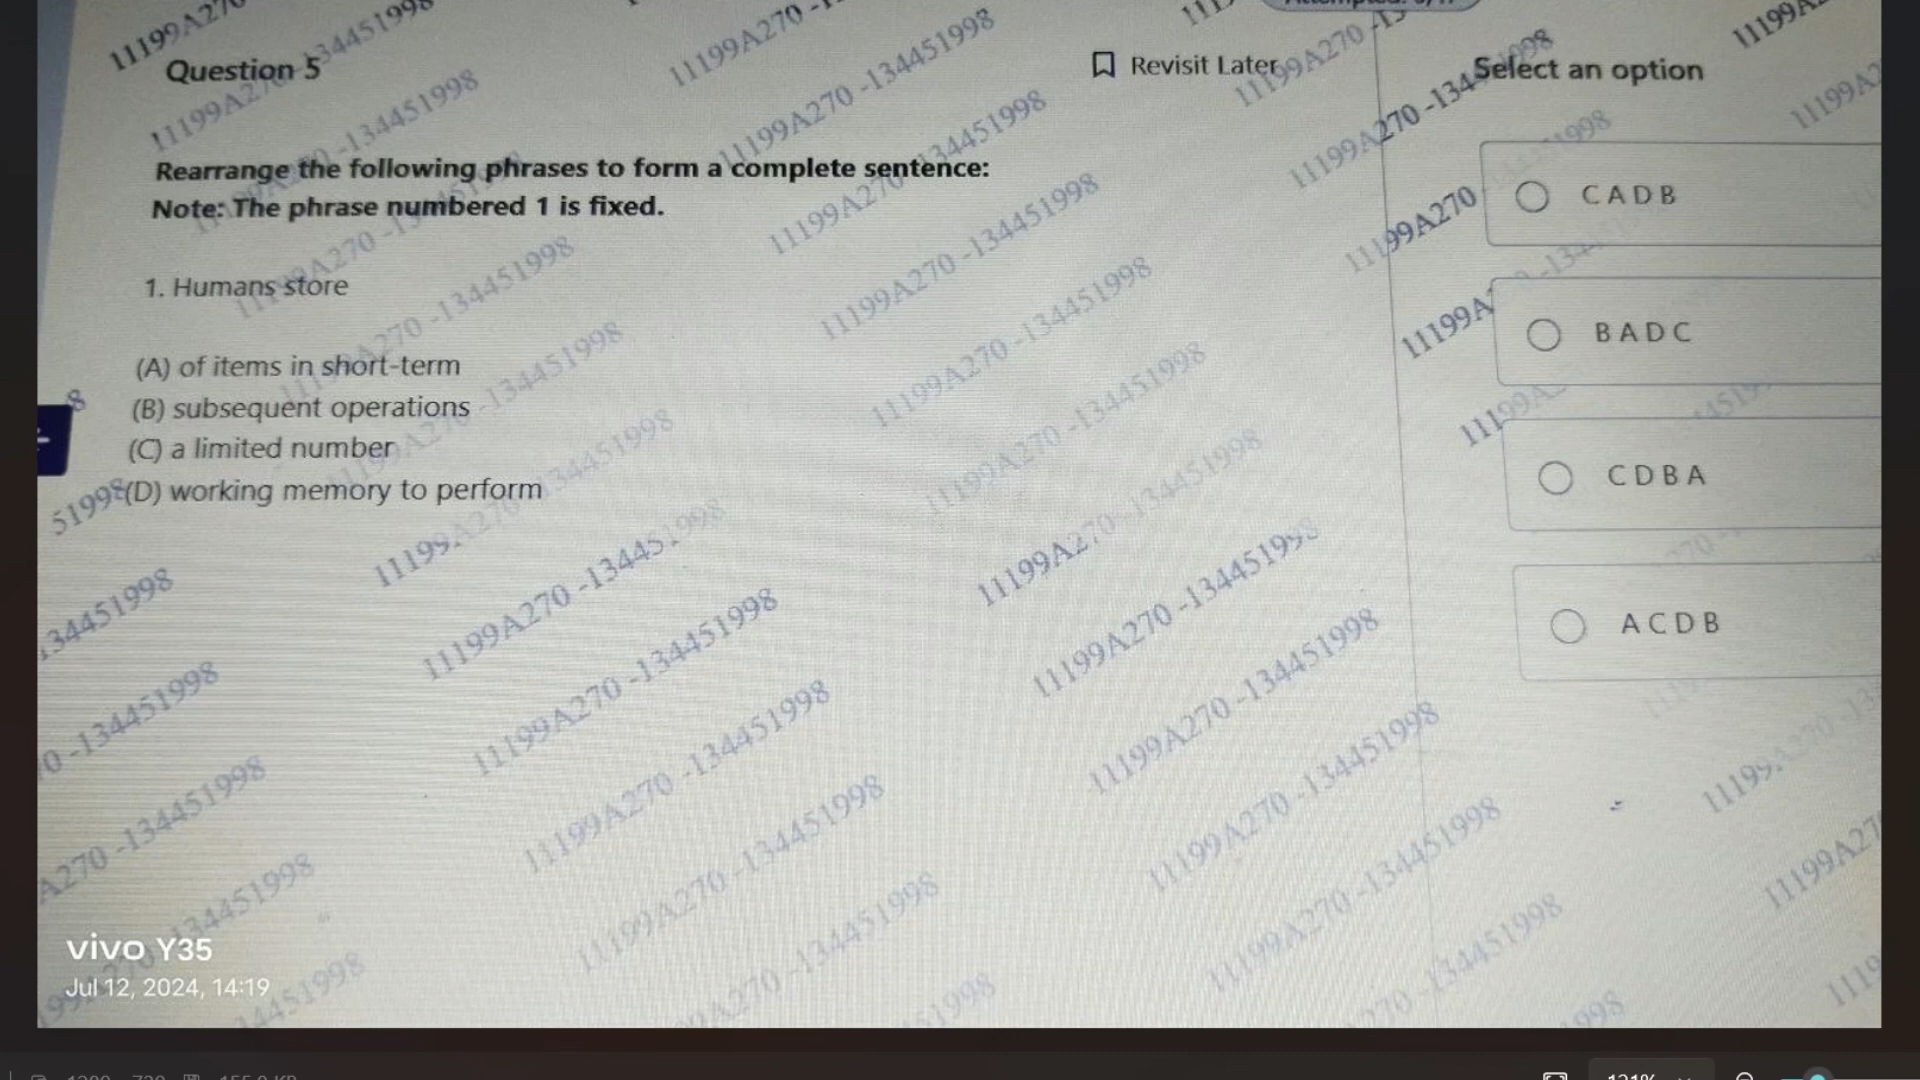 Question 5
Revisit Later
Select an option
Rearrange the following phrases to form a complete sentence:
Note: The phrase numbered 1 is fixed.
1. Humans store
(A) of items in short-term
(B) subsequent operations
(C) a limited number
(D) working memory to perform
CADB
BADC
CDBA
ACDB
11199A270 -134451998
vivo Y35
Jul 12, 2024, 14:19